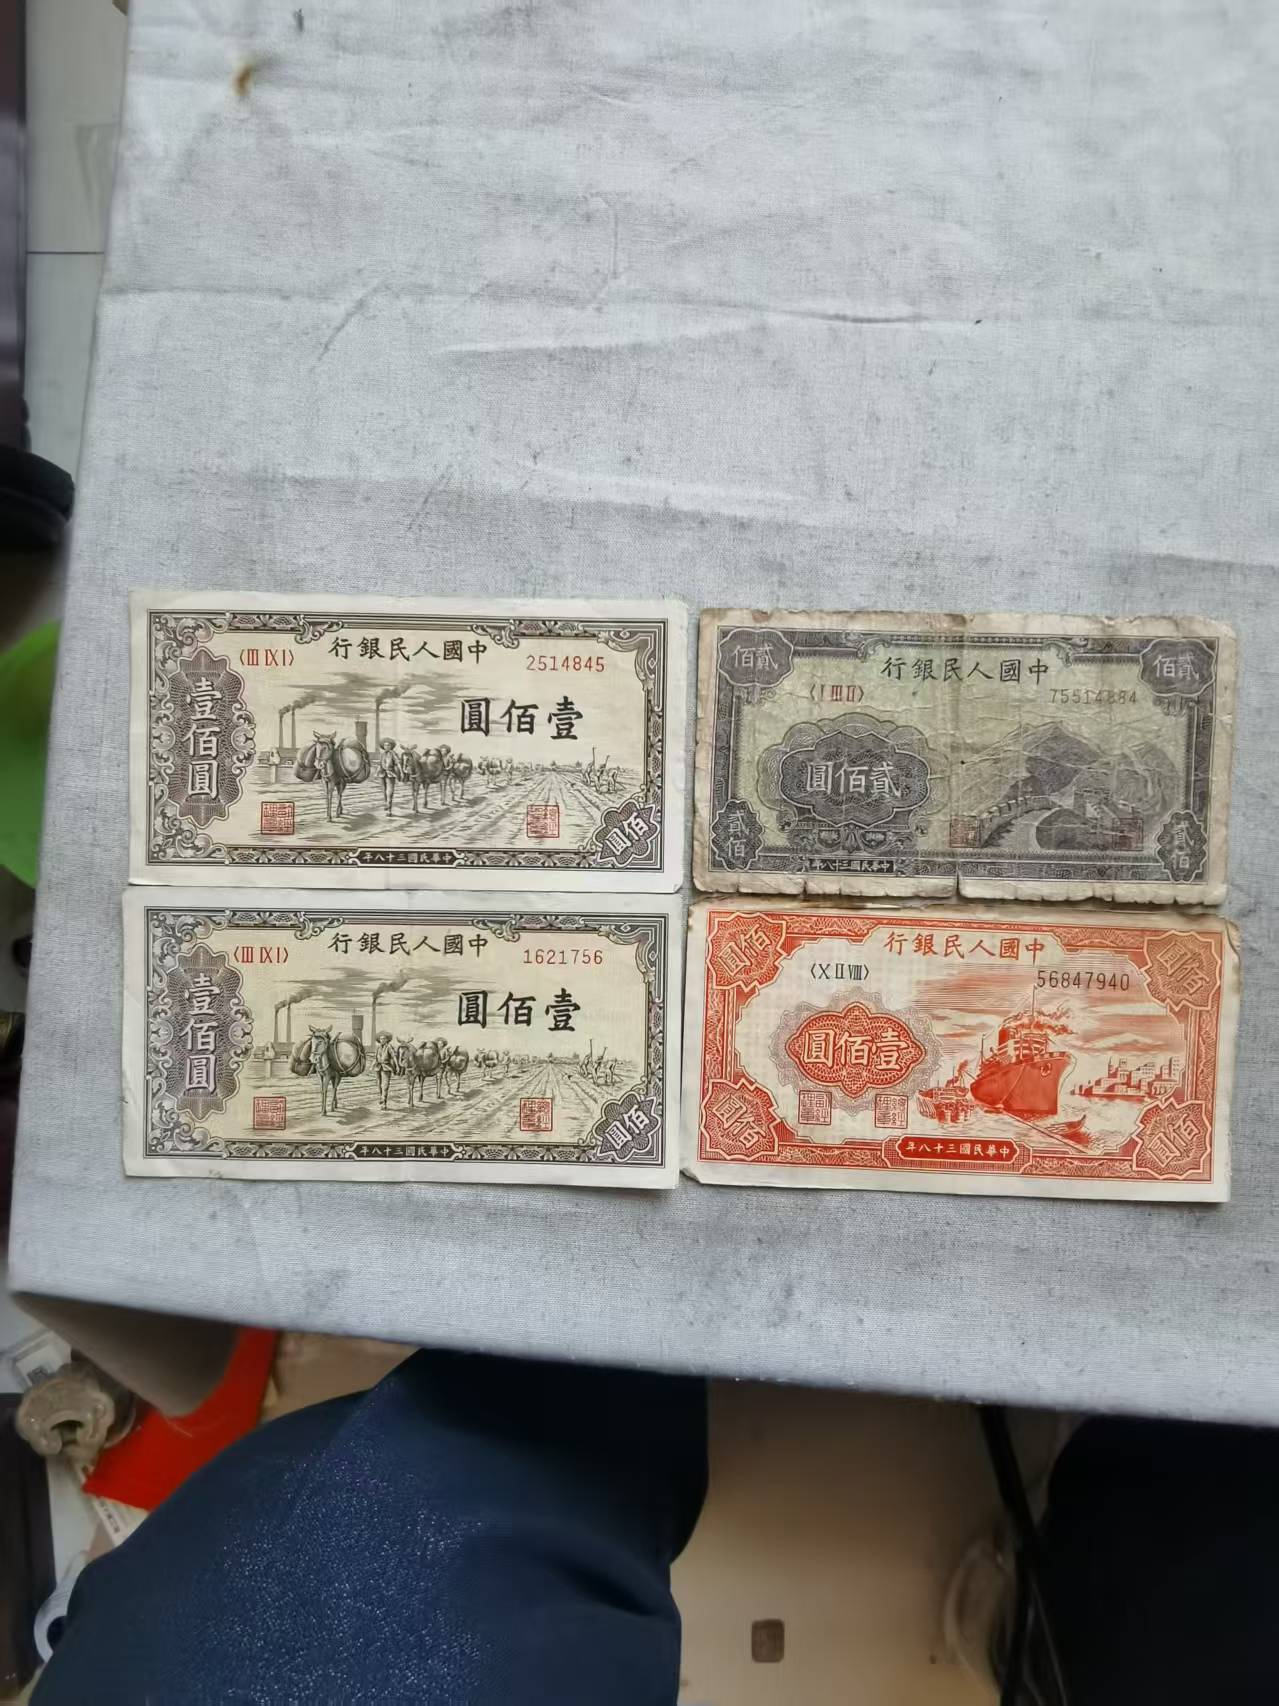 中國人民銀行
〈III IX I〉
2514845
壹佰圓
壹佰圓
佰圓
中華民國三十八年
中國人民銀行
〈I III II〉
75514884
貳佰
貳佰
貳佰圓
貳佰
貳佰
中華民國三十八年
中國人民銀行
〈III IX I〉
1621756
壹佰圓
壹佰圓
佰圓
中華民國三十八年
中國人民銀行
〈X II VIII〉
56847940
佰圓
佰圓
壹佰圓
佰圓
佰圓
中華民國三十八年